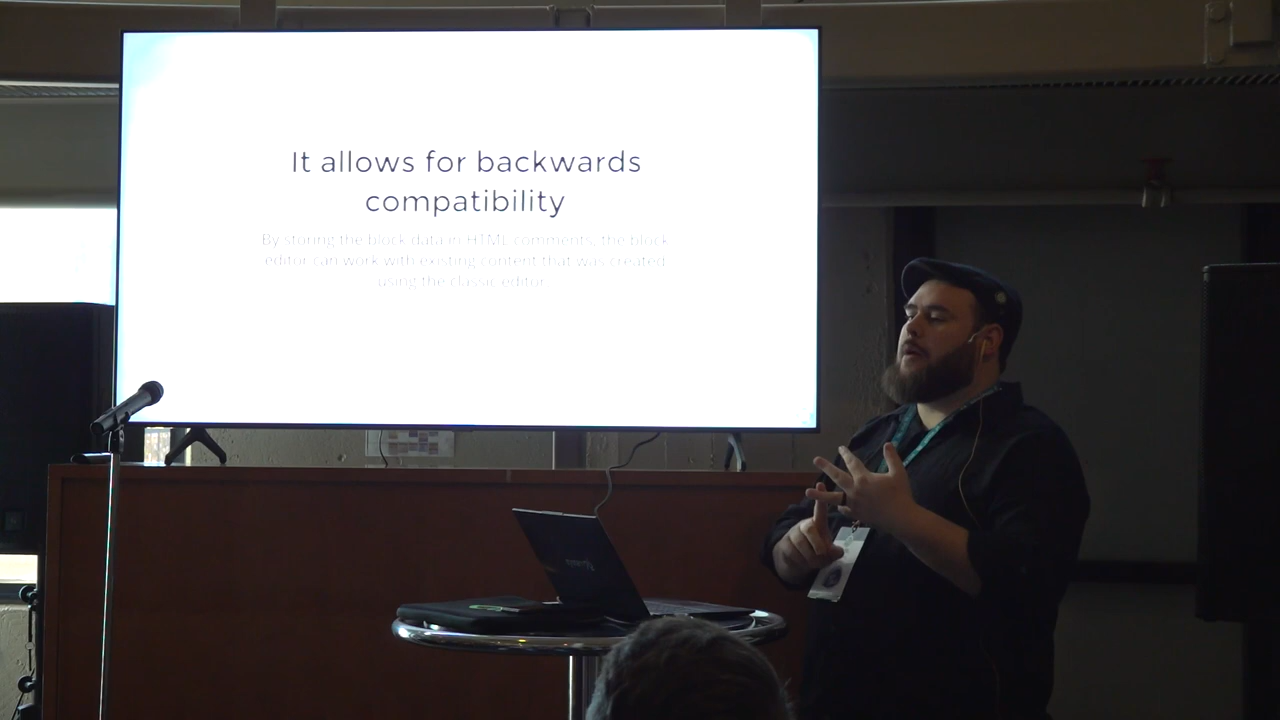 It allows for backwards
compatibility
By storing the block data in HTML comments, the block
editor can work with existing content that was created
using the classic editor.